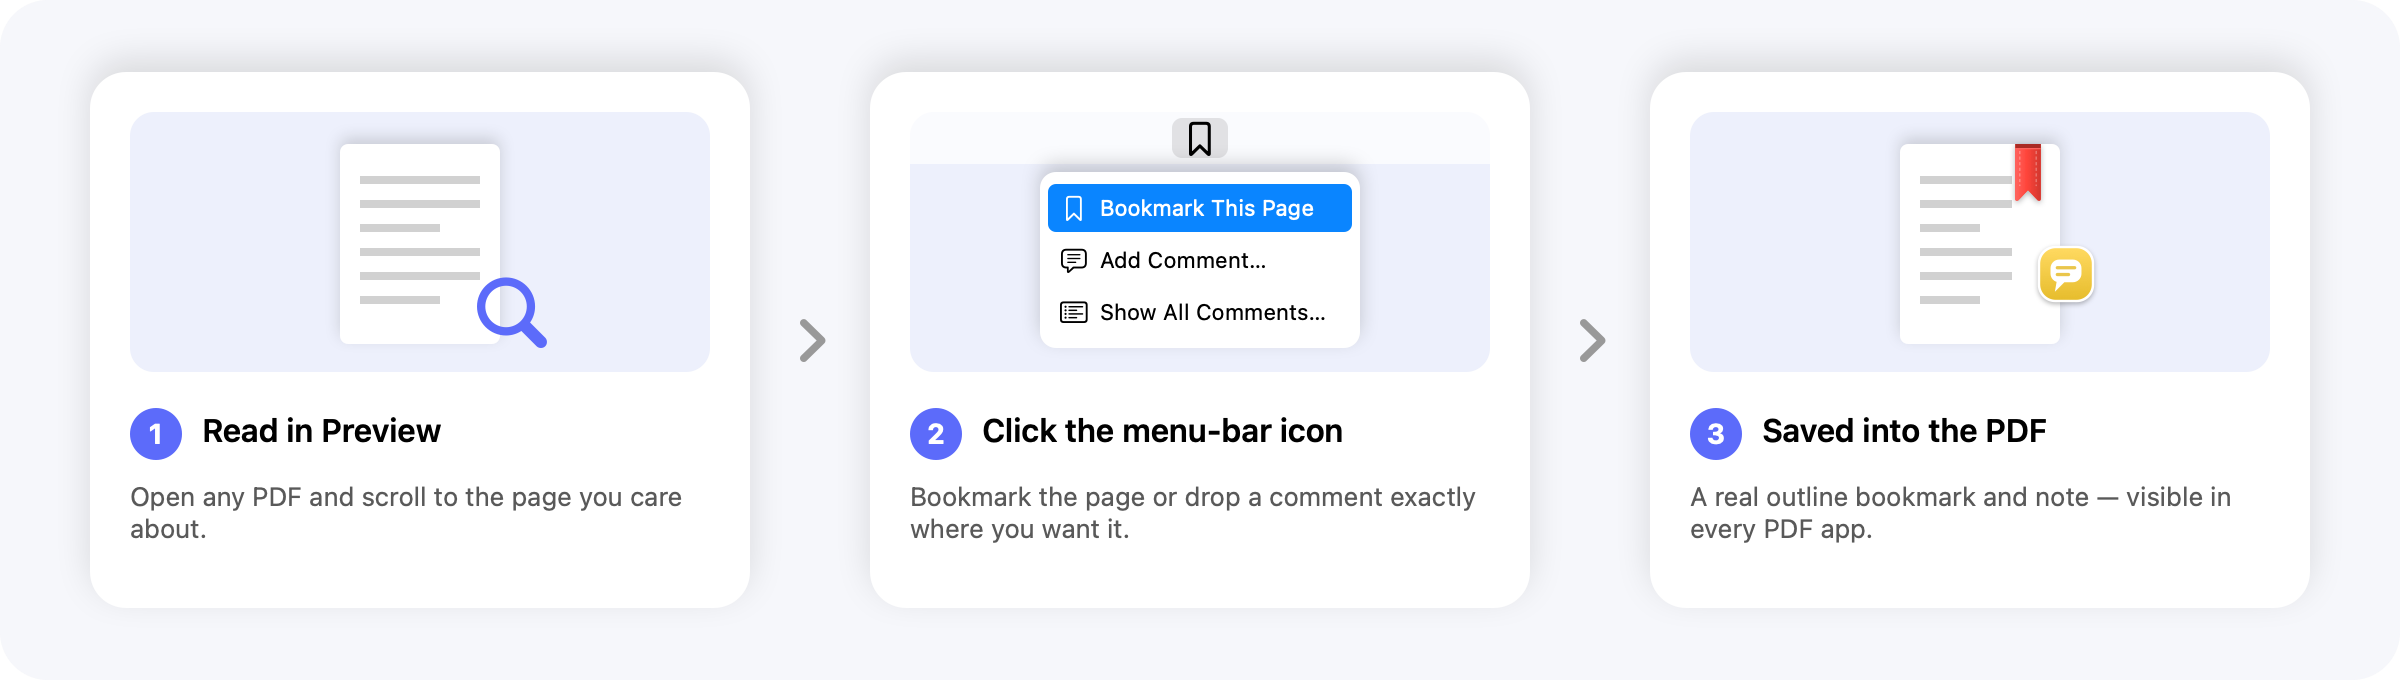 Bookmark This Page
Add Comment...
Show All Comments...
1 Read in Preview
Open any PDF and scroll to the page you care
about.
2 Click the menu-bar icon
Bookmark the page or drop a comment exactly
where you want it.
3 Saved into the PDF
A real outline bookmark and note — visible in
every PDF app.